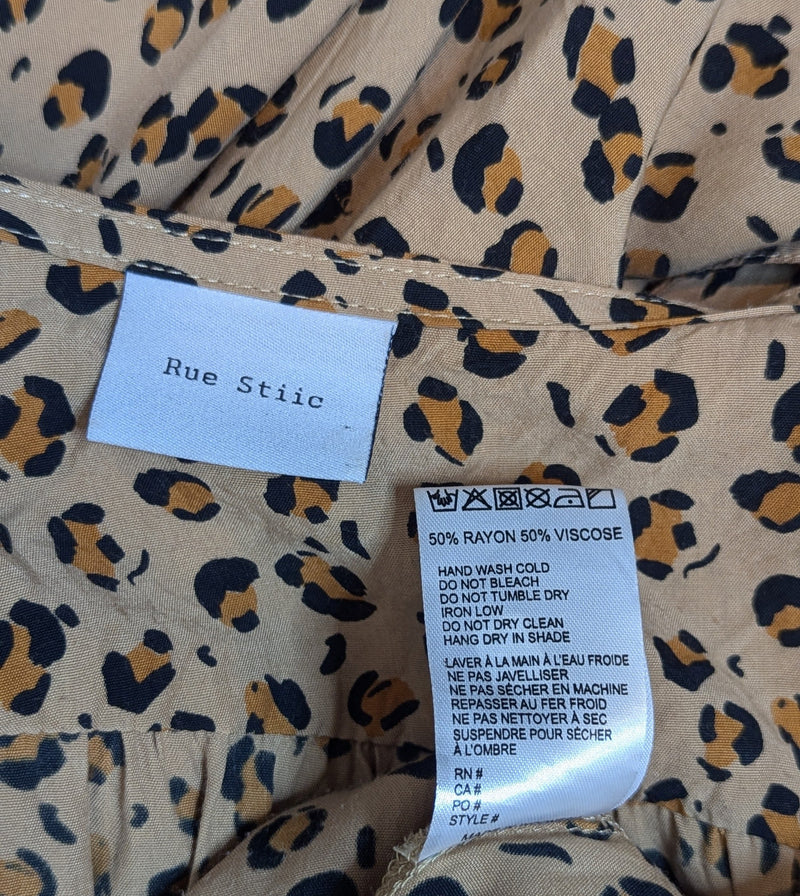 Rue Stiic
50% RAYON 50% VISCOSE
HAND WASH COLD
DO NOT BLEACH
DO NOT TUMBLE DRY
IRON LOW
DO NOT DRY CLEAN
HANG DRY IN SHADE
LAVER À LA MAIN À L'EAU FROIDE
NE PAS JAVELLISER
NE PAS SÉCHER EN MACHINE
REPASSER AU FER FROID
NE PAS NETTOYER À SEC
SUSPENDRE POUR SÉCHER
À L'OMBRE
RN #
CA #
PO #
STYLE #